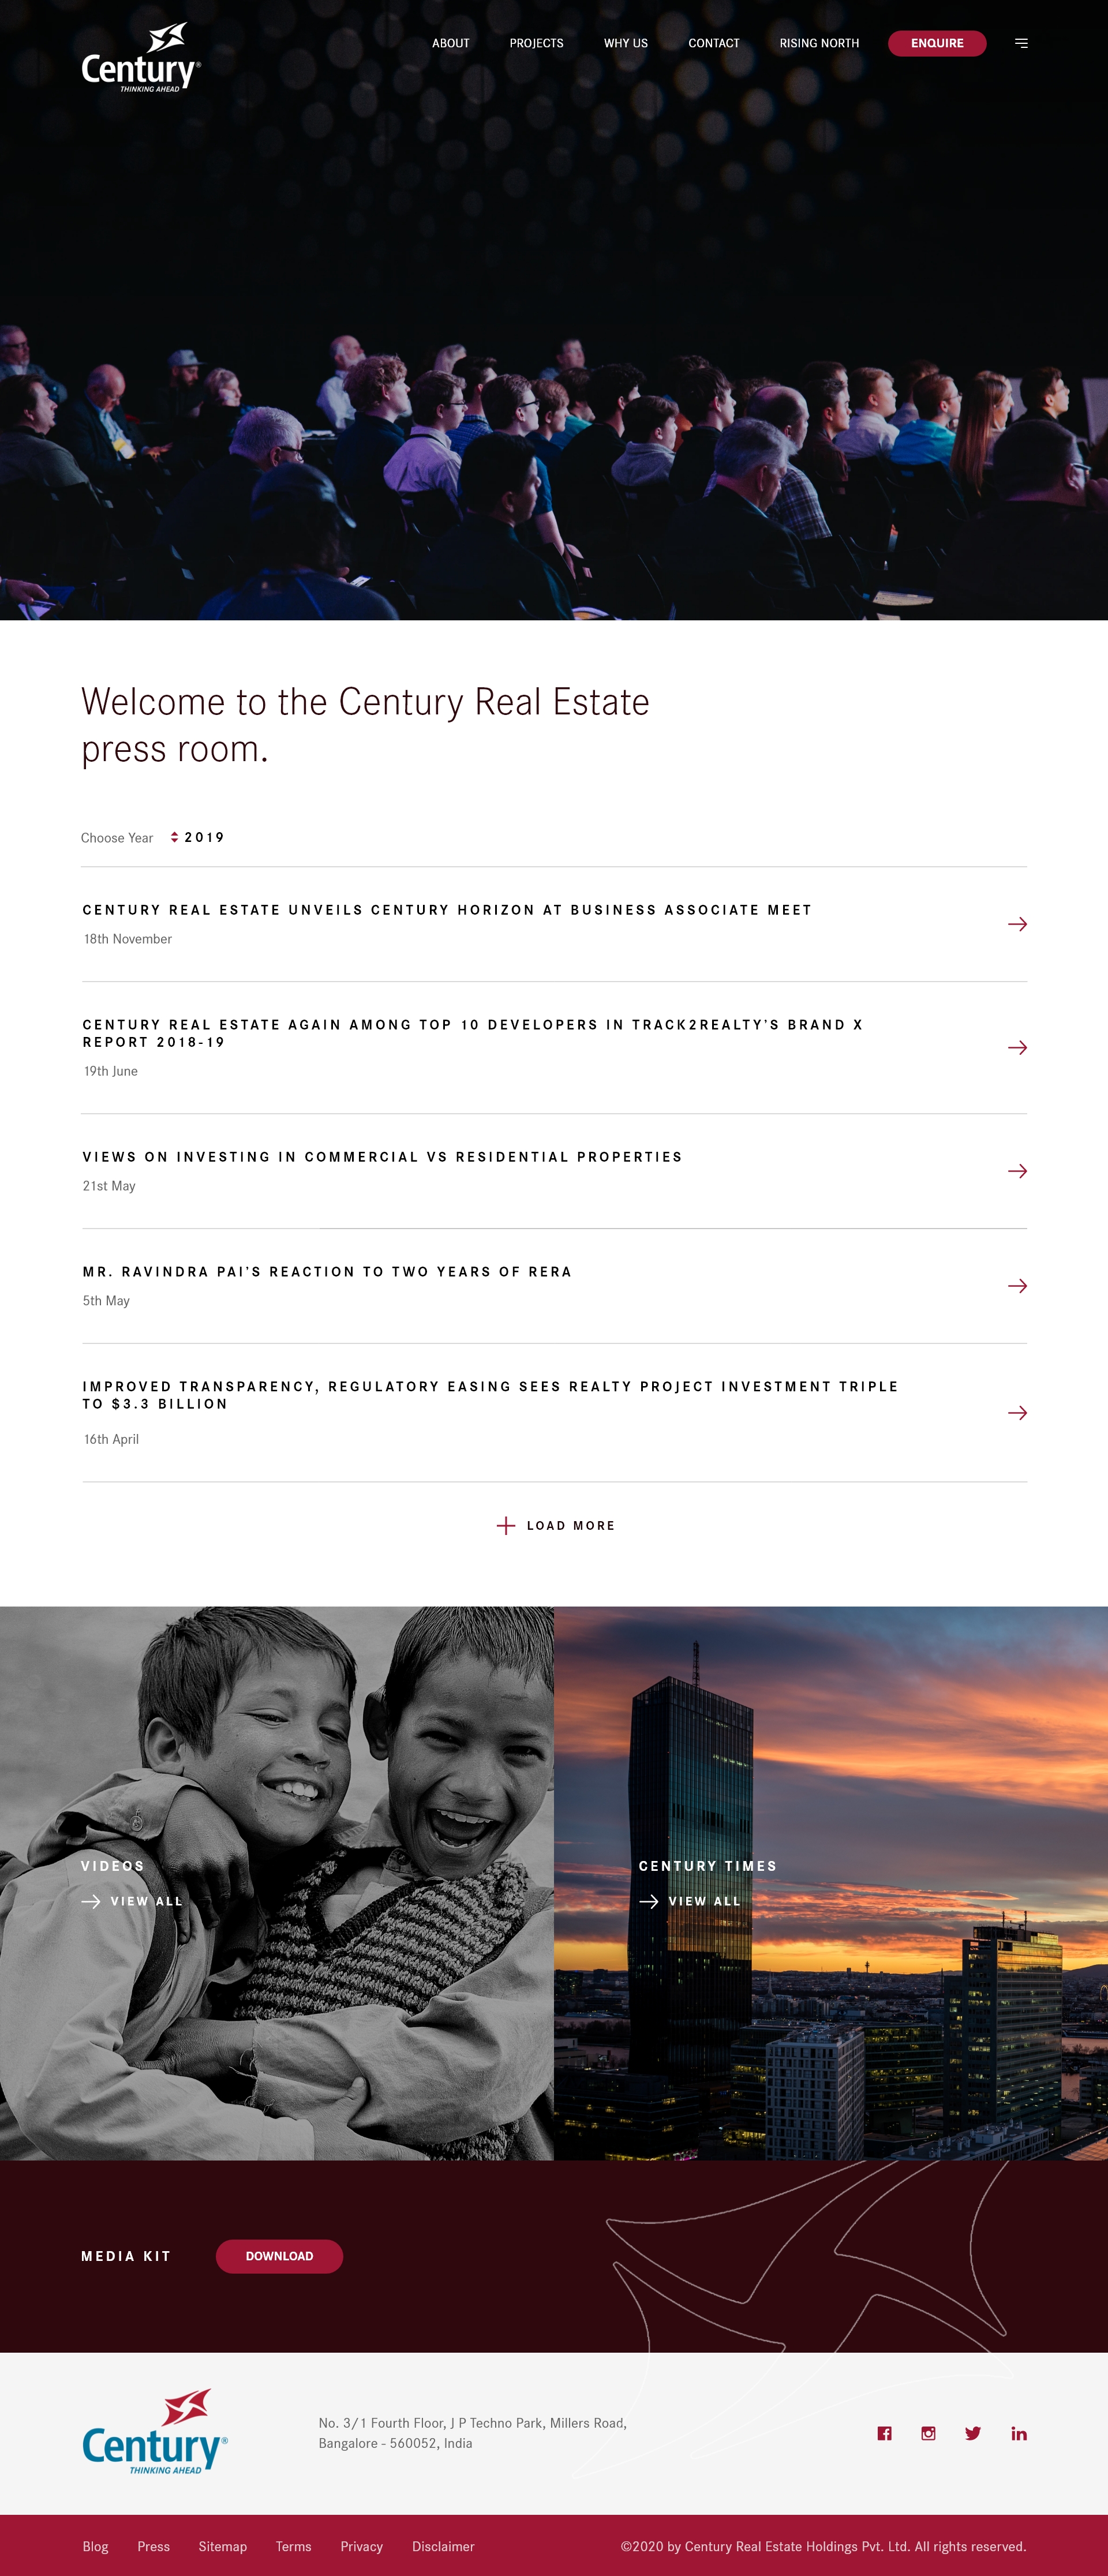 Century®
THINKING AHEAD
ABOUT PROJECTS WHY US CONTACT RISING NORTH ENQUIRE
Welcome to the Century Real Estate
press room.
Choose Year 2019
CENTURY REAL ESTATE UNVEILS CENTURY HORIZON AT BUSINESS ASSOCIATE MEET
18th November
CENTURY REAL ESTATE AGAIN AMONG TOP 10 DEVELOPERS IN TRACK2REALTY’S BRAND X
REPORT 2018-19
19th June
VIEWS ON INVESTING IN COMMERCIAL VS RESIDENTIAL PROPERTIES
21st May
MR. RAVINDRA PAI’S REACTION TO TWO YEARS OF RERA
5th May
IMPROVED TRANSPARENCY, REGULATORY EASING SEES REALTY PROJECT INVESTMENT TRIPLE
TO $3.3 BILLION
16th April
LOAD MORE
VIDEOS
VIEW ALL
CENTURY TIMES
VIEW ALL
MEDIA KIT DOWNLOAD
Century®
THINKING AHEAD
No. 3/1 Fourth Floor, J P Techno Park, Millers Road,
Bangalore - 560052, India
Blog Press Sitemap Terms Privacy Disclaimer ©2020 by Century Real Estate Holdings Pvt. Ltd. All rights reserved.